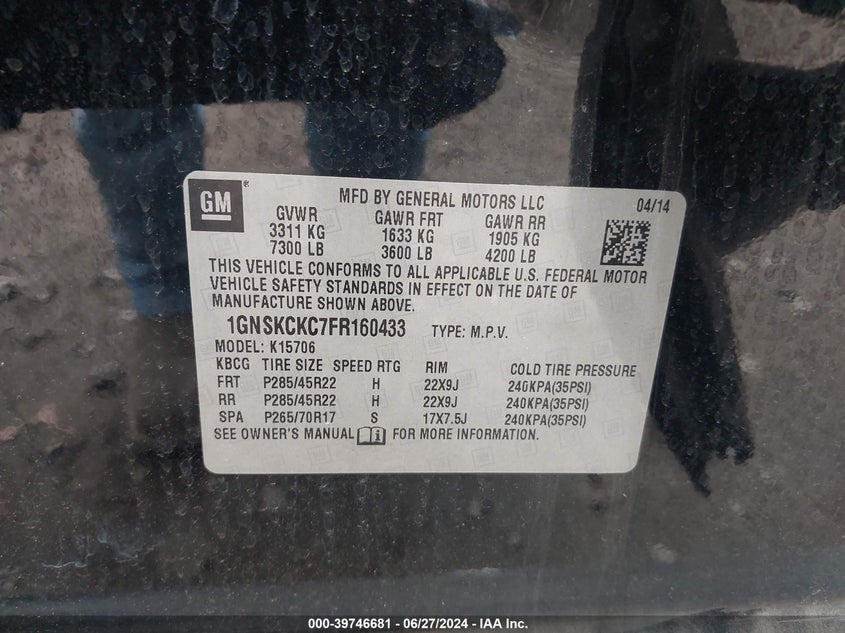 GM® MFD BY GENERAL MOTORS LLC 04/14
GVWR GAWR FRT GAWR RR
3311 KG 1633 KG 1905 KG
7300 LB 3600 LB 4200 LB
THIS VEHICLE CONFORMS TO ALL APPLICABLE U.S. FEDERAL MOTOR
VEHICLE SAFETY STANDARDS IN EFFECT ON THE DATE OF
MANUFACTURE SHOWN ABOVE.
1GNSKCKC7FR160433 TYPE: M.P.V.
MODEL: K15706
KBCG TIRE SIZE SPEED RTG RIM COLD TIRE PRESSURE
FRT P285/45R22 H 22X9J 240KPA(35PSI)
RR P285/45R22 H 22X9J 240KPA(35PSI)
SPA P265/70R17 S 17X7.5J 240KPA(35PSI)
SEE OWNER'S MANUAL FOR MORE INFORMATION.
000-39746681 - 06/27/2024 - IAA Inc.